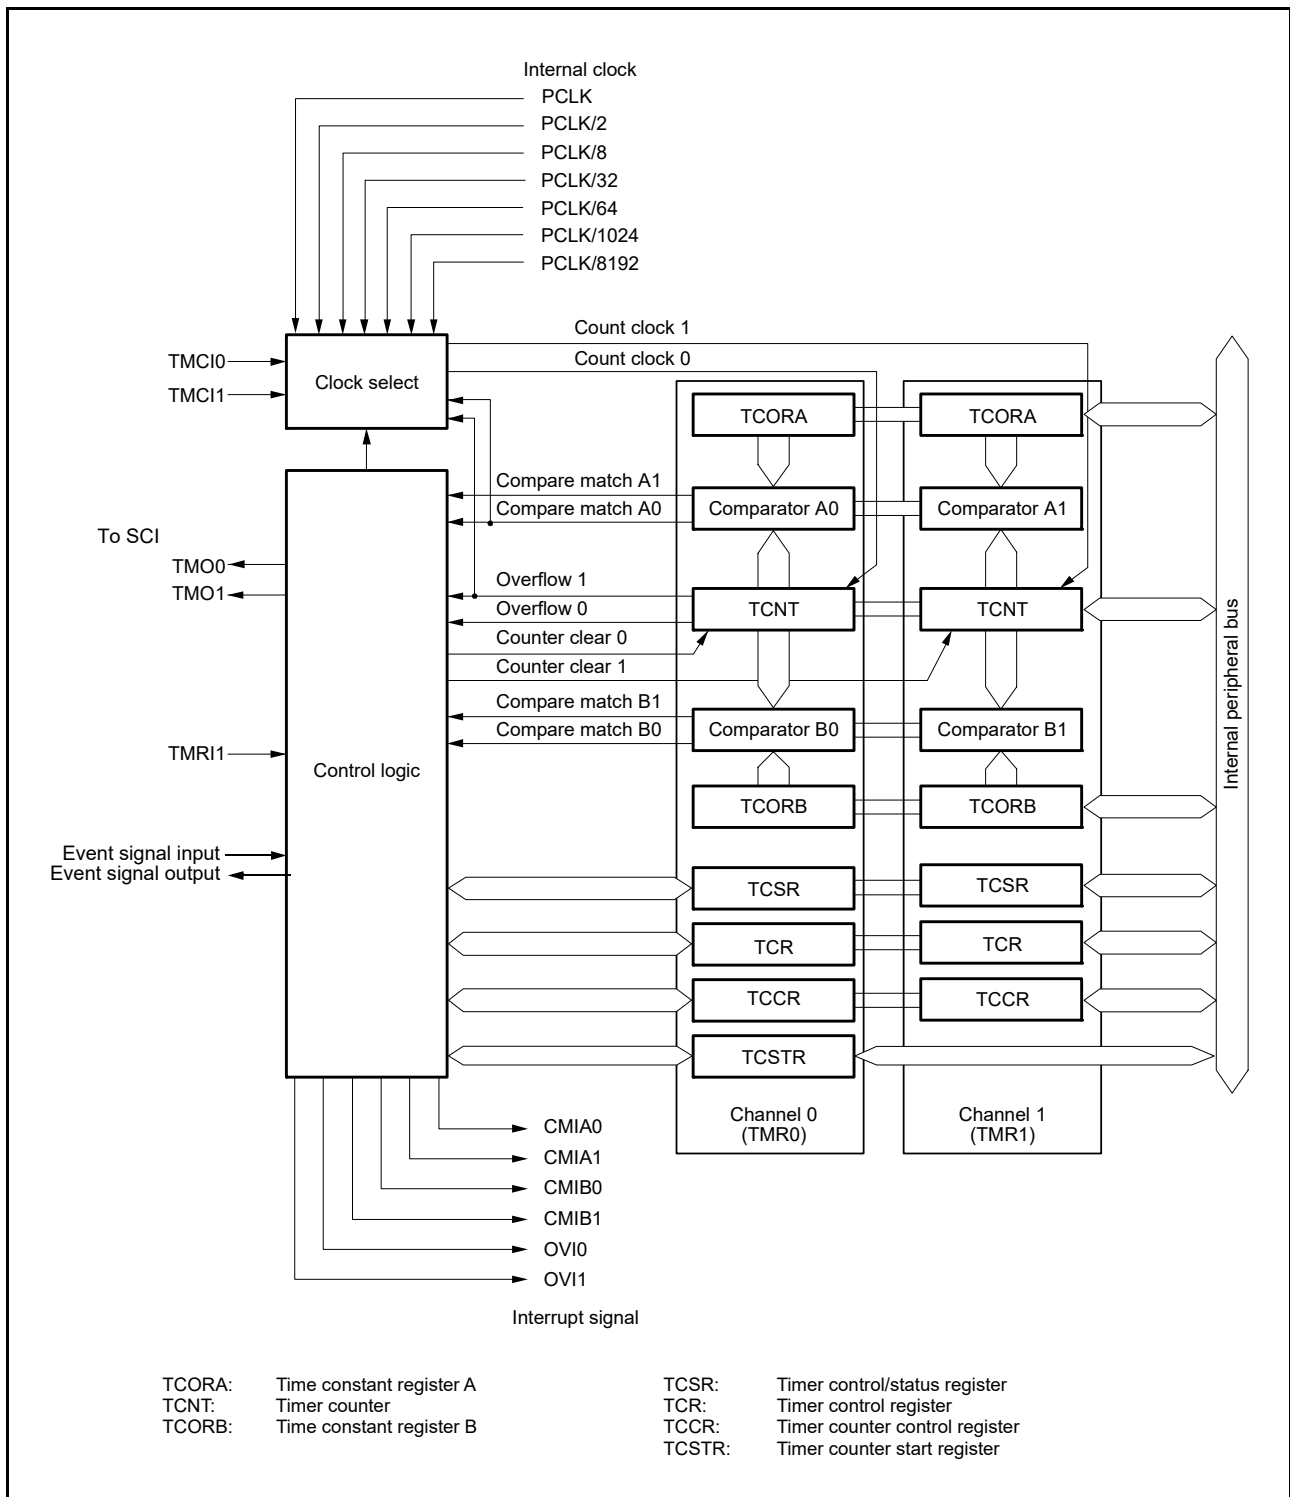 Internal clock
PCLK
PCLK/2
PCLK/8
PCLK/32
PCLK/64
PCLK/1024
PCLK/8192
Count clock 1
Count clock 0
TMCI0
TMCI1
Clock select
TCORA
TCORA
Compare match A1
Compare match A0
Comparator A0
Comparator A1
To SCI
TMO0
TMO1
Overflow 1
Overflow 0
TCNT
TCNT
Counter clear 0
Counter clear 1
Internal peripheral bus
Compare match B1
Compare match B0
Comparator B0
Comparator B1
TMRI1
Control logic
TCORB
TCORB
Event signal input
Event signal output
TCSR
TCSR
TCR
TCR
TCCR
TCCR
TCSTR
Channel 0
(TMR0)
Channel 1
(TMR1)
CMIA0
CMIA1
CMIB0
CMIB1
OVI0
OVI1
Interrupt signal
TCORA: Time constant register A
TCNT: Timer counter
TCORB: Time constant register B
TCSR: Timer control/status register
TCR: Timer control register
TCCR: Timer counter control register
TCSTR: Timer counter start register